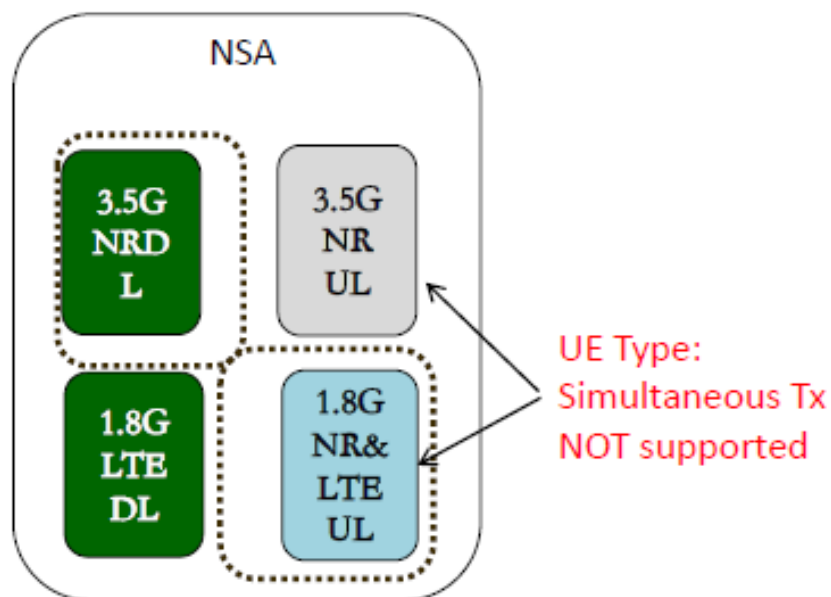 NSA
3.5G
NRD
L
3.5G
NR
UL
1.8G
LTE
DL
1.8G
NR&
LTE
UL
UE Type:
Simultaneous Tx
NOT supported